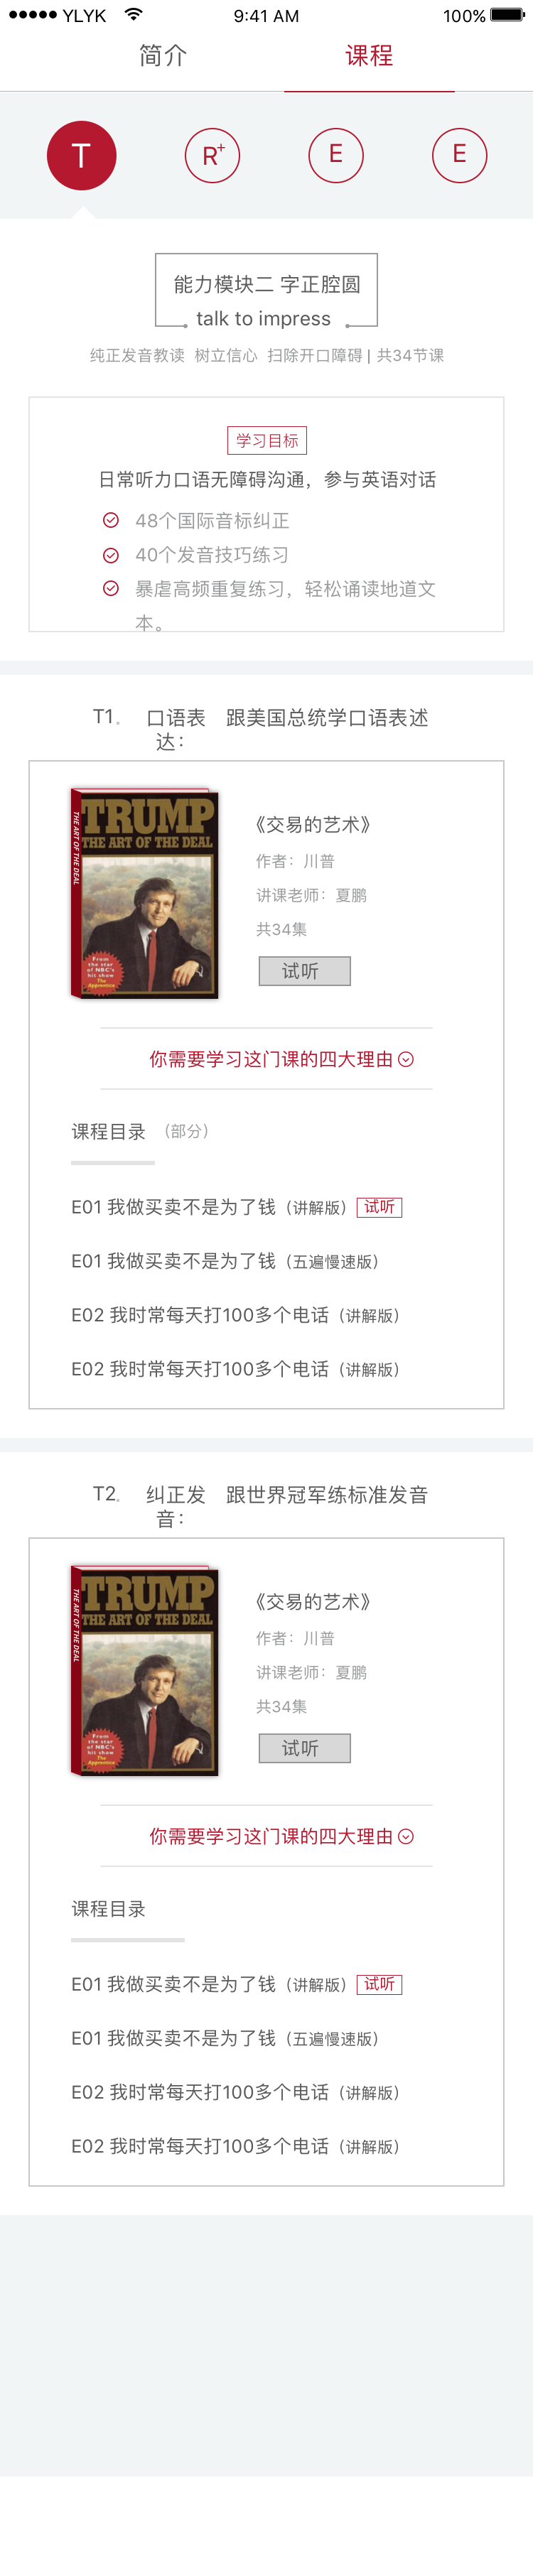 YLYK 9:41 AM 100%
简介 课程
T R+ E E
能力模块二 字正腔圆
talk to impress
纯正发音教读 树立信心 扫除开口障碍 | 共34节课
学习目标
日常听力口语无障碍沟通，参与英语对话
48个国际音标纠正
40个发音技巧练习
暴虐高频重复练习，轻松诵读地道文
本。
T1. 口语表 跟美国总统学口语表述
达：
THE ART OF THE DEAL
TRUMP
THE ART OF THE DEAL
From
the star
of NBC's
hit show
The
Apprentice
《交易的艺术》
作者：川普
讲课老师：夏鹏
共34集
试听
你需要学习这门课的四大理由
课程目录 （部分）
E01 我做买卖不是为了钱（讲解版） 试听
E01 我做买卖不是为了钱（五遍慢速版）
E02 我时常每天打100多个电话（讲解版）
E02 我时常每天打100多个电话（讲解版）
T2. 纠正发 跟世界冠军练标准发音
音：
THE ART OF THE DEAL
TRUMP
THE ART OF THE DEAL
From
the star
of NBC's
hit show
The
Apprentice
《交易的艺术》
作者：川普
讲课老师：夏鹏
共34集
试听
你需要学习这门课的四大理由
课程目录
E01 我做买卖不是为了钱（讲解版） 试听
E01 我做买卖不是为了钱（五遍慢速版）
E02 我时常每天打100多个电话（讲解版）
E02 我时常每天打100多个电话（讲解版）